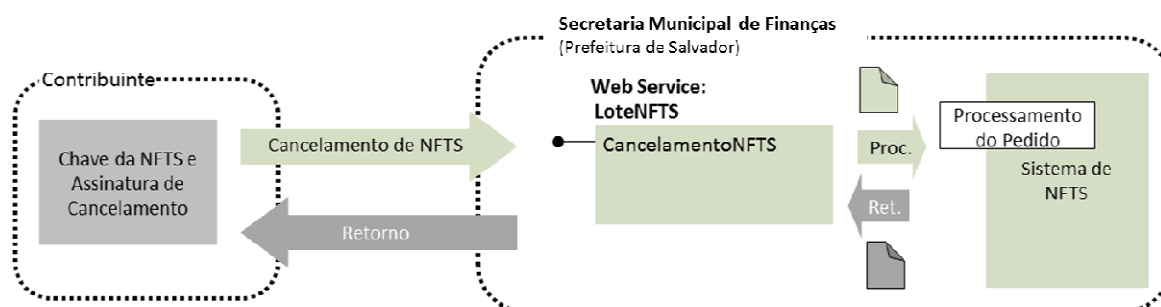 Secretaria Municipal de Finanças
(Prefeitura de Salvador)
Contribuinte
Chave da NFTS e
Assinatura de
Cancelamento
Cancelamento de NFTS
Retorno
Web Service:
LoteNFTS
CancelamentoNFTS
Proc.
Ret.
Processamento
do Pedido
Sistema de
NFTS